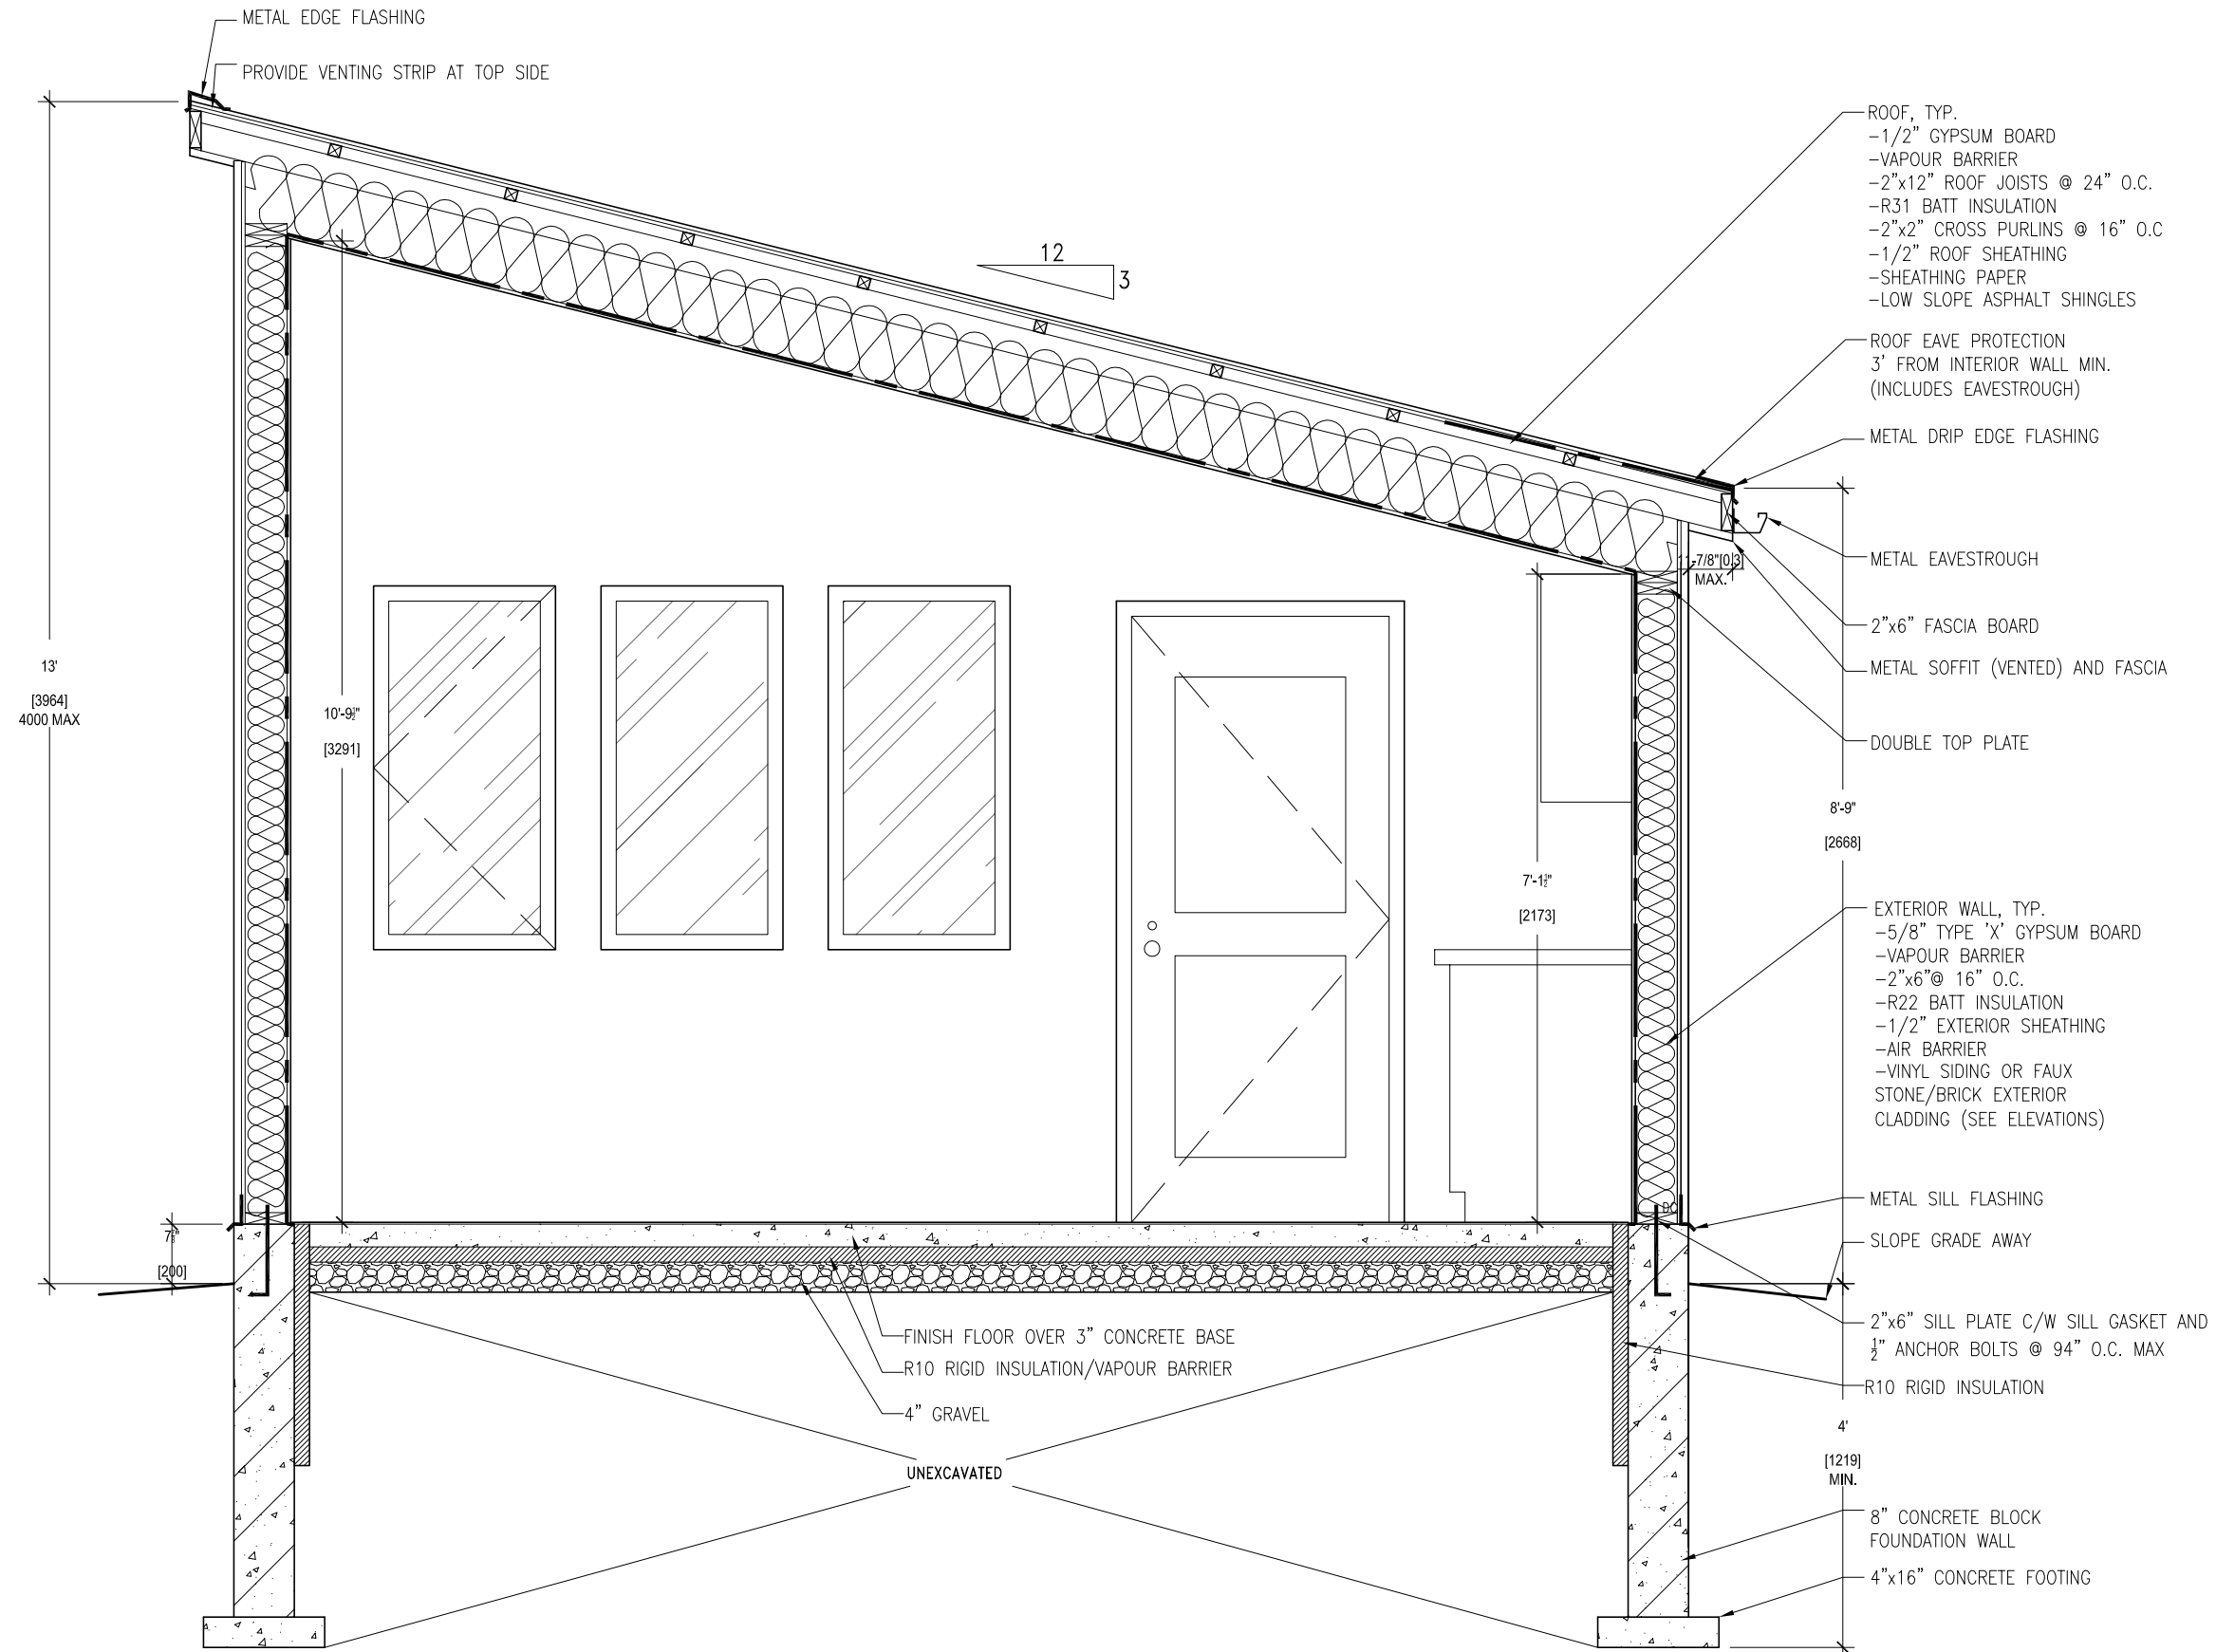 METAL EDGE FLASHING
PROVIDE VENTING STRIP AT TOP SIDE
ROOF, TYP.
-1/2" GYPSUM BOARD
-VAPOUR BARRIER
-2"x12" ROOF JOISTS @ 24" O.C.
-R31 BATT INSULATION
-2"x2" CROSS PURLINS @ 16" O.C
-1/2" ROOF SHEATHING
-SHEATHING PAPER
-LOW SLOPE ASPHALT SHINGLES
12
3
ROOF EAVE PROTECTION
3' FROM INTERIOR WALL MIN.
(INCLUDES EAVESTROUGH)
METAL DRIP EDGE FLASHING
METAL EAVESTROUGH
11-7/8"[0.3]
MAX.
2"x6" FASCIA BOARD
METAL SOFFIT (VENTED) AND FASCIA
DOUBLE TOP PLATE
13'
[3964]
4000 MAX
10'-9½"
[3291]
7'-1½"
[2173]
8'-9"
[2668]
EXTERIOR WALL, TYP.
-5/8" TYPE 'X' GYPSUM BOARD
-VAPOUR BARRIER
-2"x6"@ 16" O.C.
-R22 BATT INSULATION
-1/2" EXTERIOR SHEATHING
-AIR BARRIER
-VINYL SIDING OR FAUX
STONE/BRICK EXTERIOR
CLADDING (SEE ELEVATIONS)
METAL SILL FLASHING
SLOPE GRADE AWAY
[200]
2"x6" SILL PLATE C/W SILL GASKET AND
½" ANCHOR BOLTS @ 94" O.C. MAX
R10 RIGID INSULATION
FINISH FLOOR OVER 3" CONCRETE BASE
R10 RIGID INSULATION/VAPOUR BARRIER
4" GRAVEL
UNEXCAVATED
4'
[1219]
MIN.
8" CONCRETE BLOCK
FOUNDATION WALL
4"x16" CONCRETE FOOTING